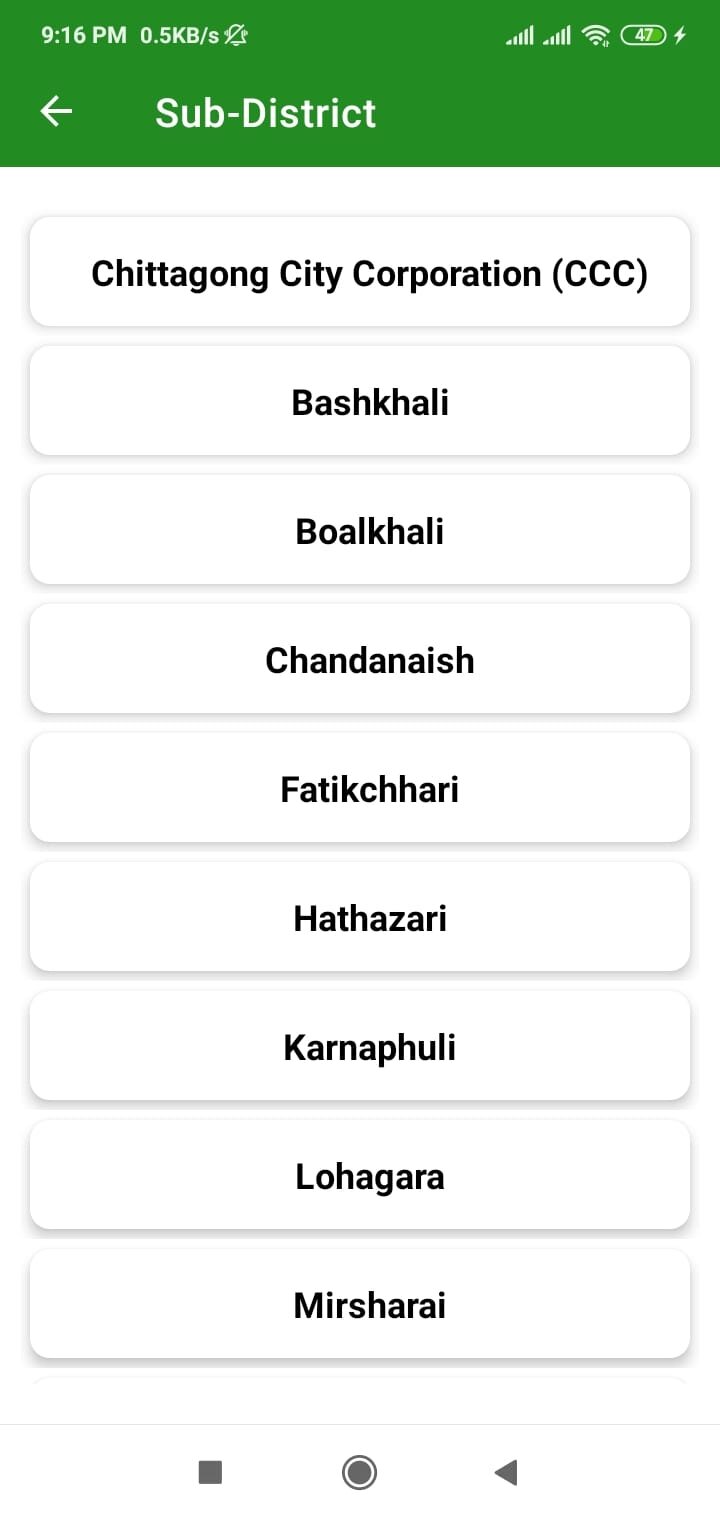 9:16 PM 0.5KB/s 47
Sub-District
Chittagong City Corporation (CCC)
Bashkhali
Boalkhali
Chandanaish
Fatikchhari
Hathazari
Karnaphuli
Lohagara
Mirsharai